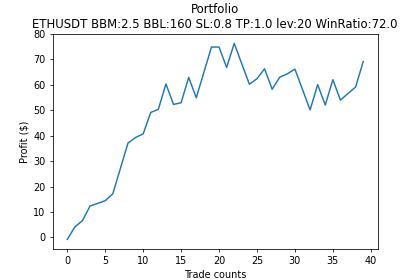 Portfolio
ETHUSDT BBM:2.5 BBL:160 SL:0.8 TP:1.0 lev:20 WinRatio:72.0
80
70
60
50
40
30
20
10
0
Profit ($)
0 5 10 15 20 25 30 35 40
Trade counts